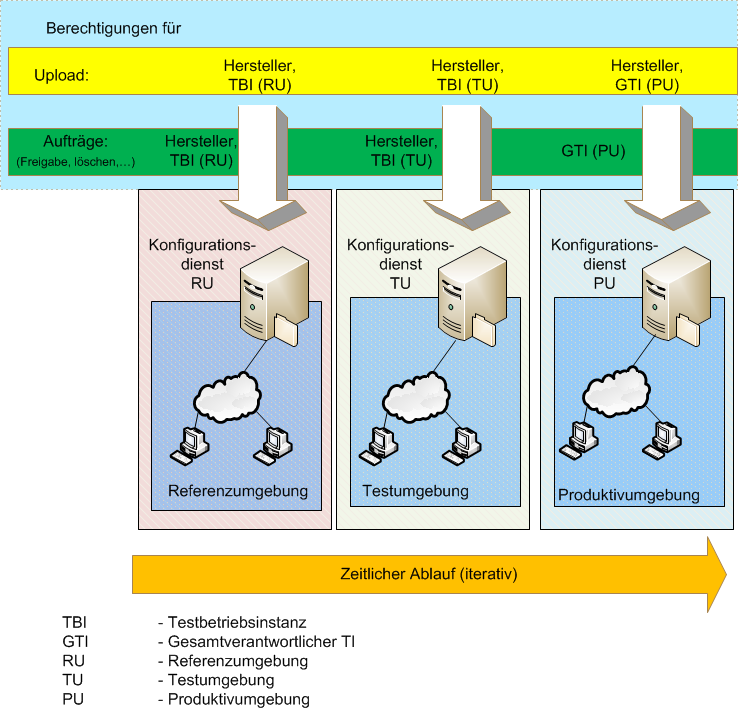 Berechtigungen für
Upload:
Hersteller,
TBI (RU)
Hersteller,
TBI (TU)
Hersteller,
GTI (PU)
Aufträge:
(Freigabe, löschen,…)
Hersteller,
TBI (RU)
Hersteller,
TBI (TU)
GTI (PU)
Konfigurations-
dienst
RU
Konfigurations-
dienst
TU
Konfigurations-
dienst
PU
Referenzumgebung
Testumgebung
Produktivumgebung
Zeitlicher Ablauf (iterativ)
TBI - Testbetriebsinstanz
GTI - Gesamtverantwortlicher TI
RU - Referenzumgebung
TU - Testumgebung
PU - Produktivumgebung